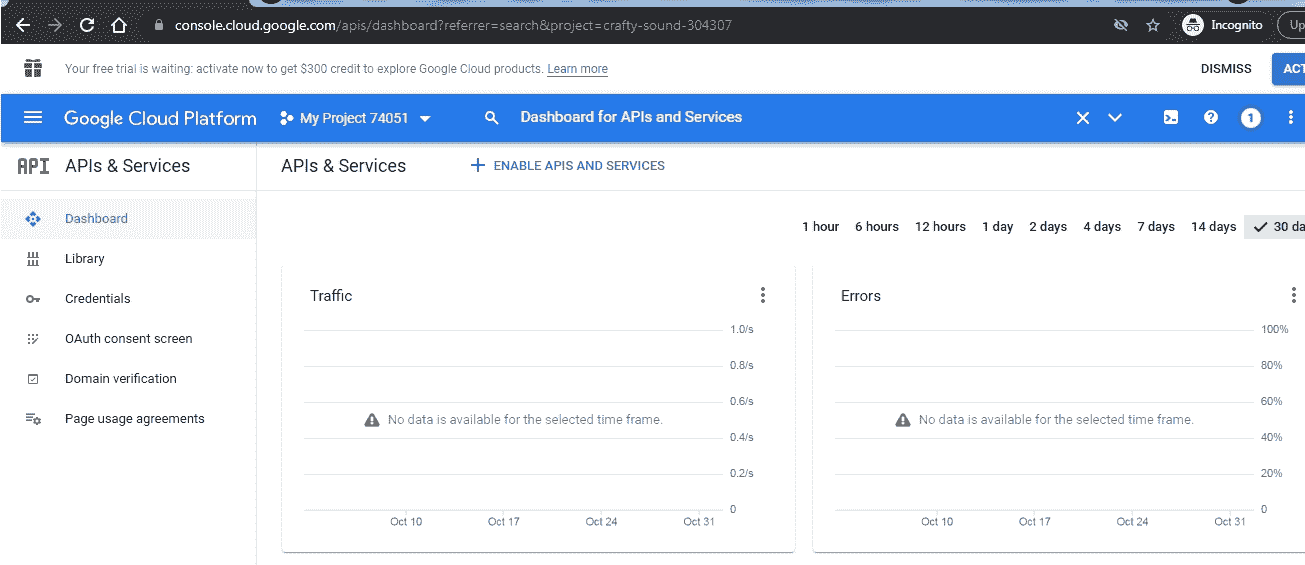 console.cloud.google.com/apis/dashboard?referrer=search&project=crafty-sound-304307
Incognito
Up
Your free trial is waiting: activate now to get $300 credit to explore Google Cloud products. Learn more
DISMISS
ACT
Google Cloud Platform
My Project 74051
Dashboard for APIs and Services
1
API
APIs & Services
APIs & Services
ENABLE APIS AND SERVICES
Dashboard
Library
Credentials
OAuth consent screen
Domain verification
Page usage agreements
1 hour 6 hours 12 hours 1 day 2 days 4 days 7 days 14 days 30 da
Traffic
1.0/s
0.8/s
0.6/s
No data is available for the selected time frame.
0.4/s
0.2/s
0
Oct 10 Oct 17 Oct 24 Oct 31
Errors
100%
80%
60%
No data is available for the selected time frame.
40%
20%
0
Oct 10 Oct 17 Oct 24 Oct 31